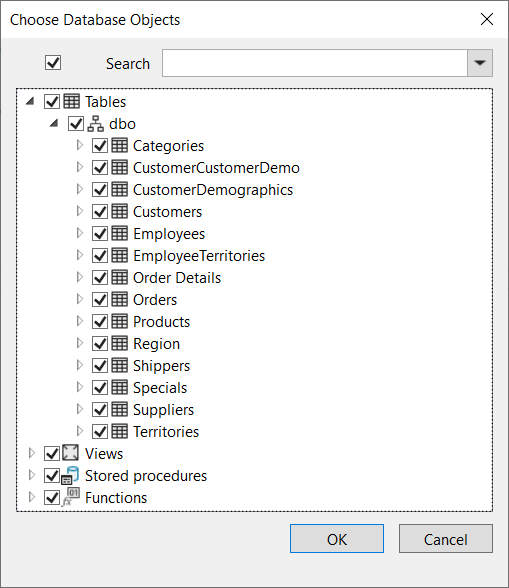 Choose Database Objects
Search
Tables
dbo
Categories
CustomerCustomerDemo
CustomerDemographics
Customers
Employees
EmployeeTerritories
Order Details
Orders
Products
Region
Shippers
Specials
Suppliers
Territories
Views
Stored procedures
Functions
OK
Cancel